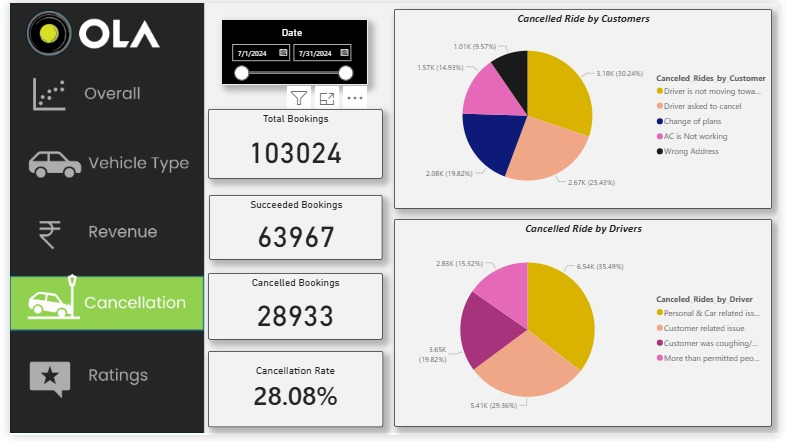 OLA
Overall
Vehicle Type
Revenue
Cancellation
Ratings
Date
7/1/2024
7/31/2024
Total Bookings
103024
Succeeded Bookings
63967
Cancelled Bookings
28933
Cancellation Rate
28.08%
Cancelled Ride by Customers
1.01K (9.57%)
1.57K (14.93%)
3.18K (30.24%)
2.08K (19.82%)
2.67K (25.43%)
Canceled_Rides_by_Customer
Driver is not moving towa...
Driver asked to cancel
Change of plans
AC is Not working
Wrong Address
Cancelled Ride by Drivers
2.83K (15.32%)
6.54K (35.49%)
3.65K
(19.82%)
5.41K (29.36%)
Canceled_Rides_by_Driver
Personal & Car related iss...
Customer related issue
Customer was coughing/...
More than permitted peo...